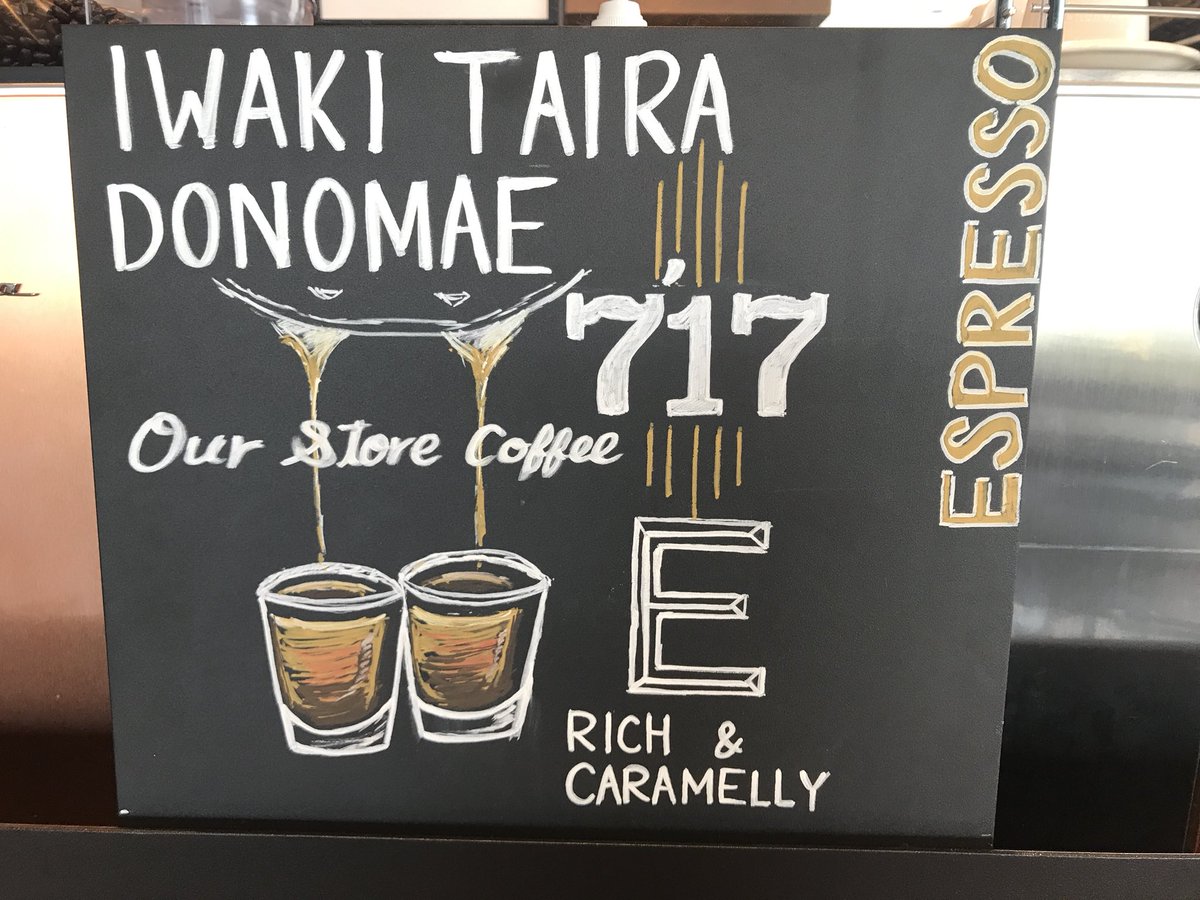 IWAKI TAIRA
DONOMAE
717
Our Store Coffee
E
RICH &
CARAMELLY
ESPRESSO